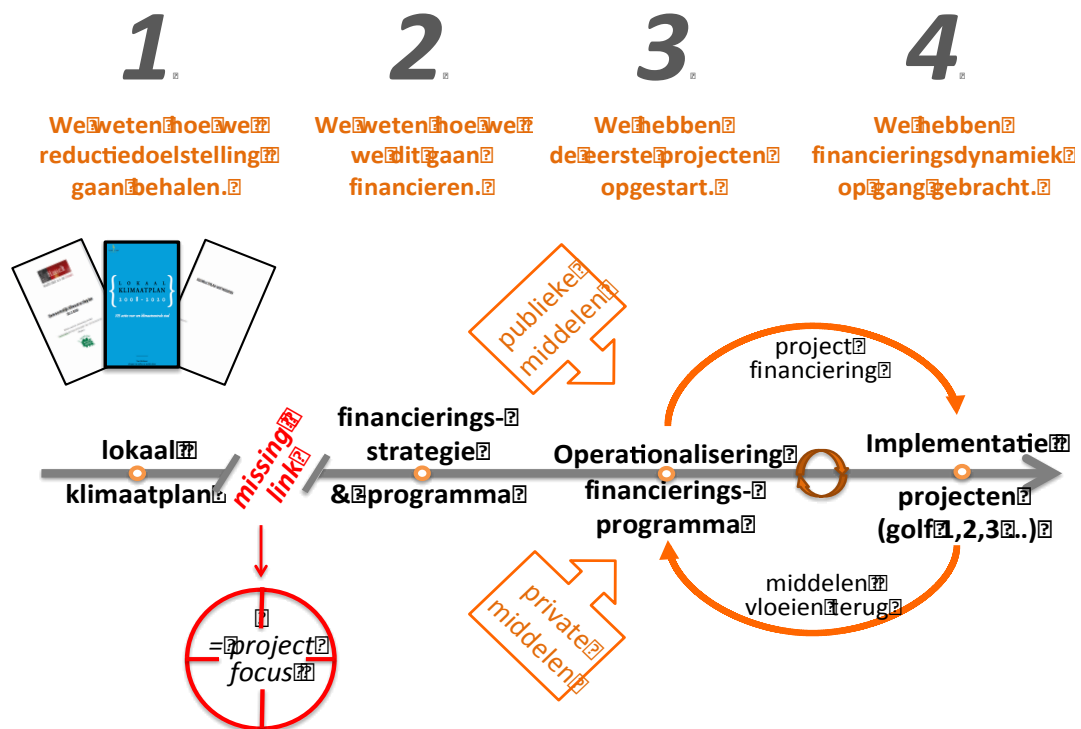 1.
2.
3.
4.
We weten hoe we
reductiedoelstelling
gaan behalen.
We weten hoe we
we dit gaan
financieren.
We hebben
de eerste projecten
opgestart.
We hebben
financieringsdynamiek
op gang gebracht.
LOKAAL
KLIMAATPLAN
2008-2020
publieke
middelen
project
financiering
lokaal
klimaatplan
missing
link
financierings-
strategie
& -programma
Operationalisering
financierings-
programma
Implementatie
projecten
(golf 1,2,3 ...)
private
middelen
middelen
vloeien terug
= project
focus